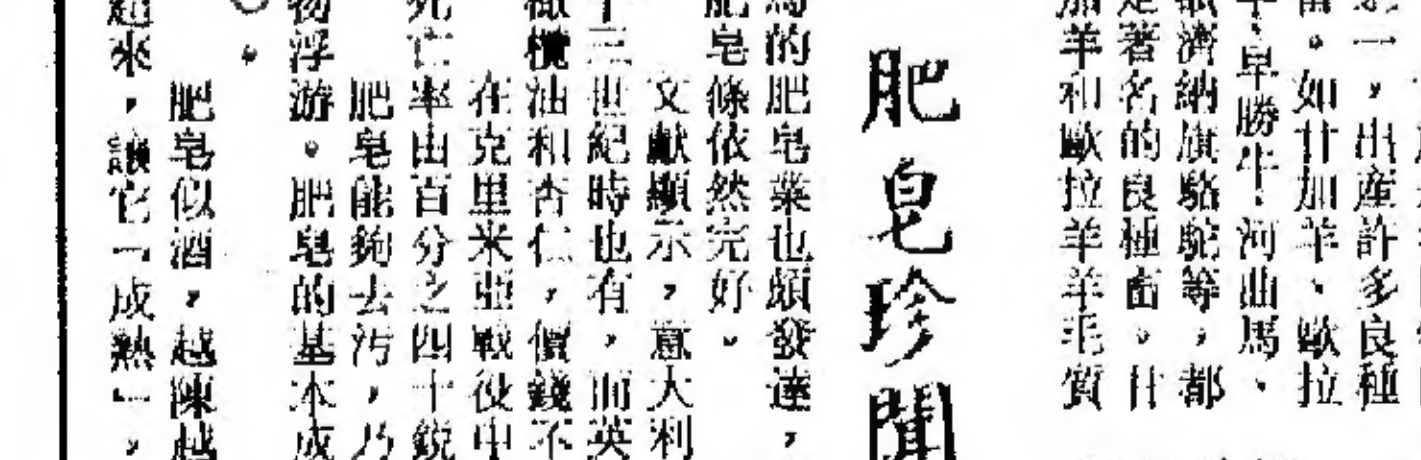 一，出產許多良種
。如甘加羊、歐拉
羊、早勝牛！河曲馬、
濟納旗駱駝等，都
是著名的良種畜。甘
加羊和歐拉羊羊毛質
肥皂珍聞
的肥皂業也頗發達，
肥皂條依然完好。
文獻顯示，意大利
十三世紀時也有，而英
橄欖油和杏仁，價錢不
在克里米亞戰役中
死亡率由百分之四十銳
肥皂能夠去污，乃
物浮游。肥皂的基本成
。
肥皂似酒，越陳越
起來，讓它「成熟」，